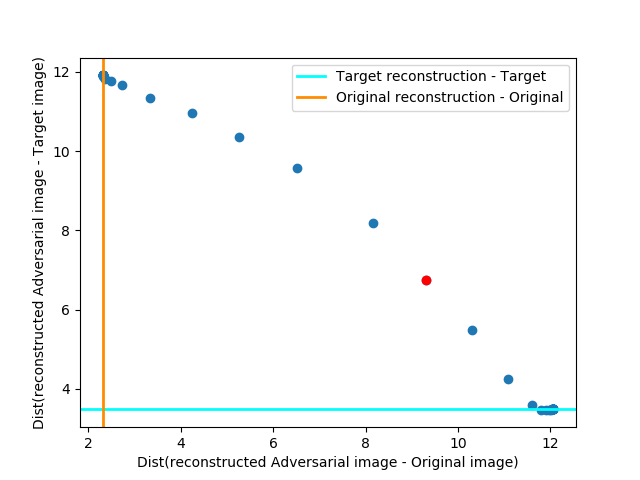 Target reconstruction - Target
Original reconstruction - Original
Dist(reconstructed Adversarial image - Target image)
12
10
8
6
4
2 4 6 8 10 12
Dist(reconstructed Adversarial image - Original image)